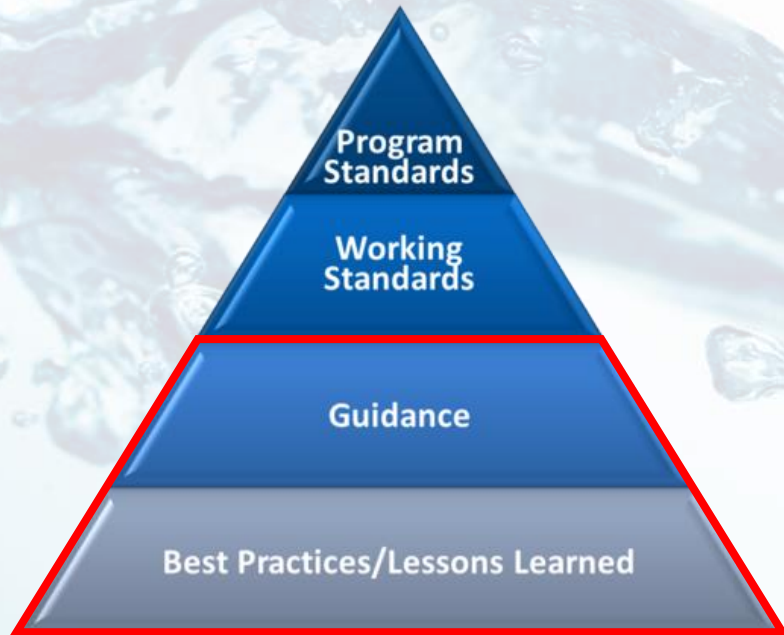 Program
Standards
Working
Standards
Guidance
Best Practices/Lessons Learned